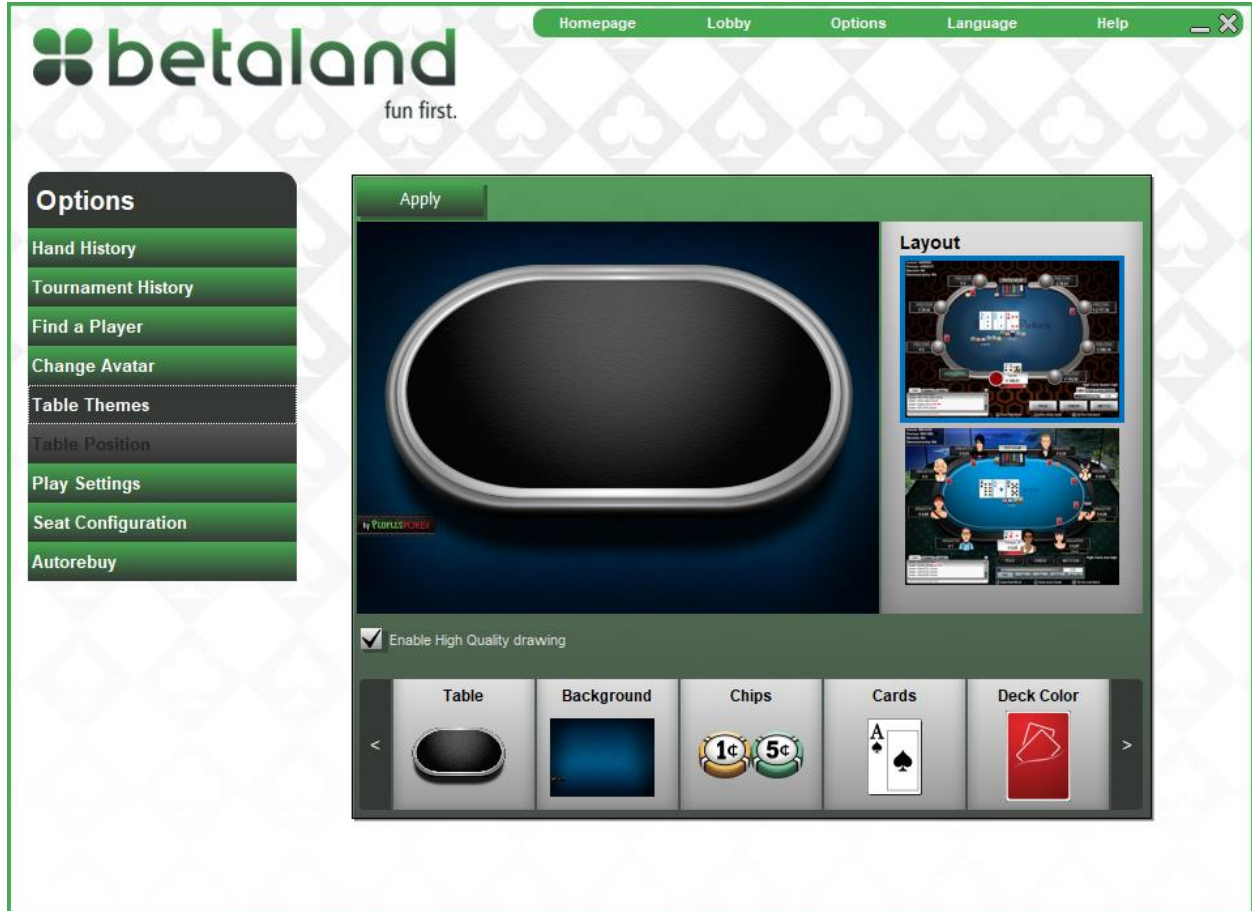 Homepage Lobby Options Language Help
betaland
fun first.
Options
Hand History
Tournament History
Find a Player
Change Avatar
Table Themes
Table Position
Play Settings
Seat Configuration
Autorebuy
Apply
Layout
by PEOPLESPOKER
Enable High Quality drawing
< Table Background Chips Cards Deck Color >
1¢ 5¢ A